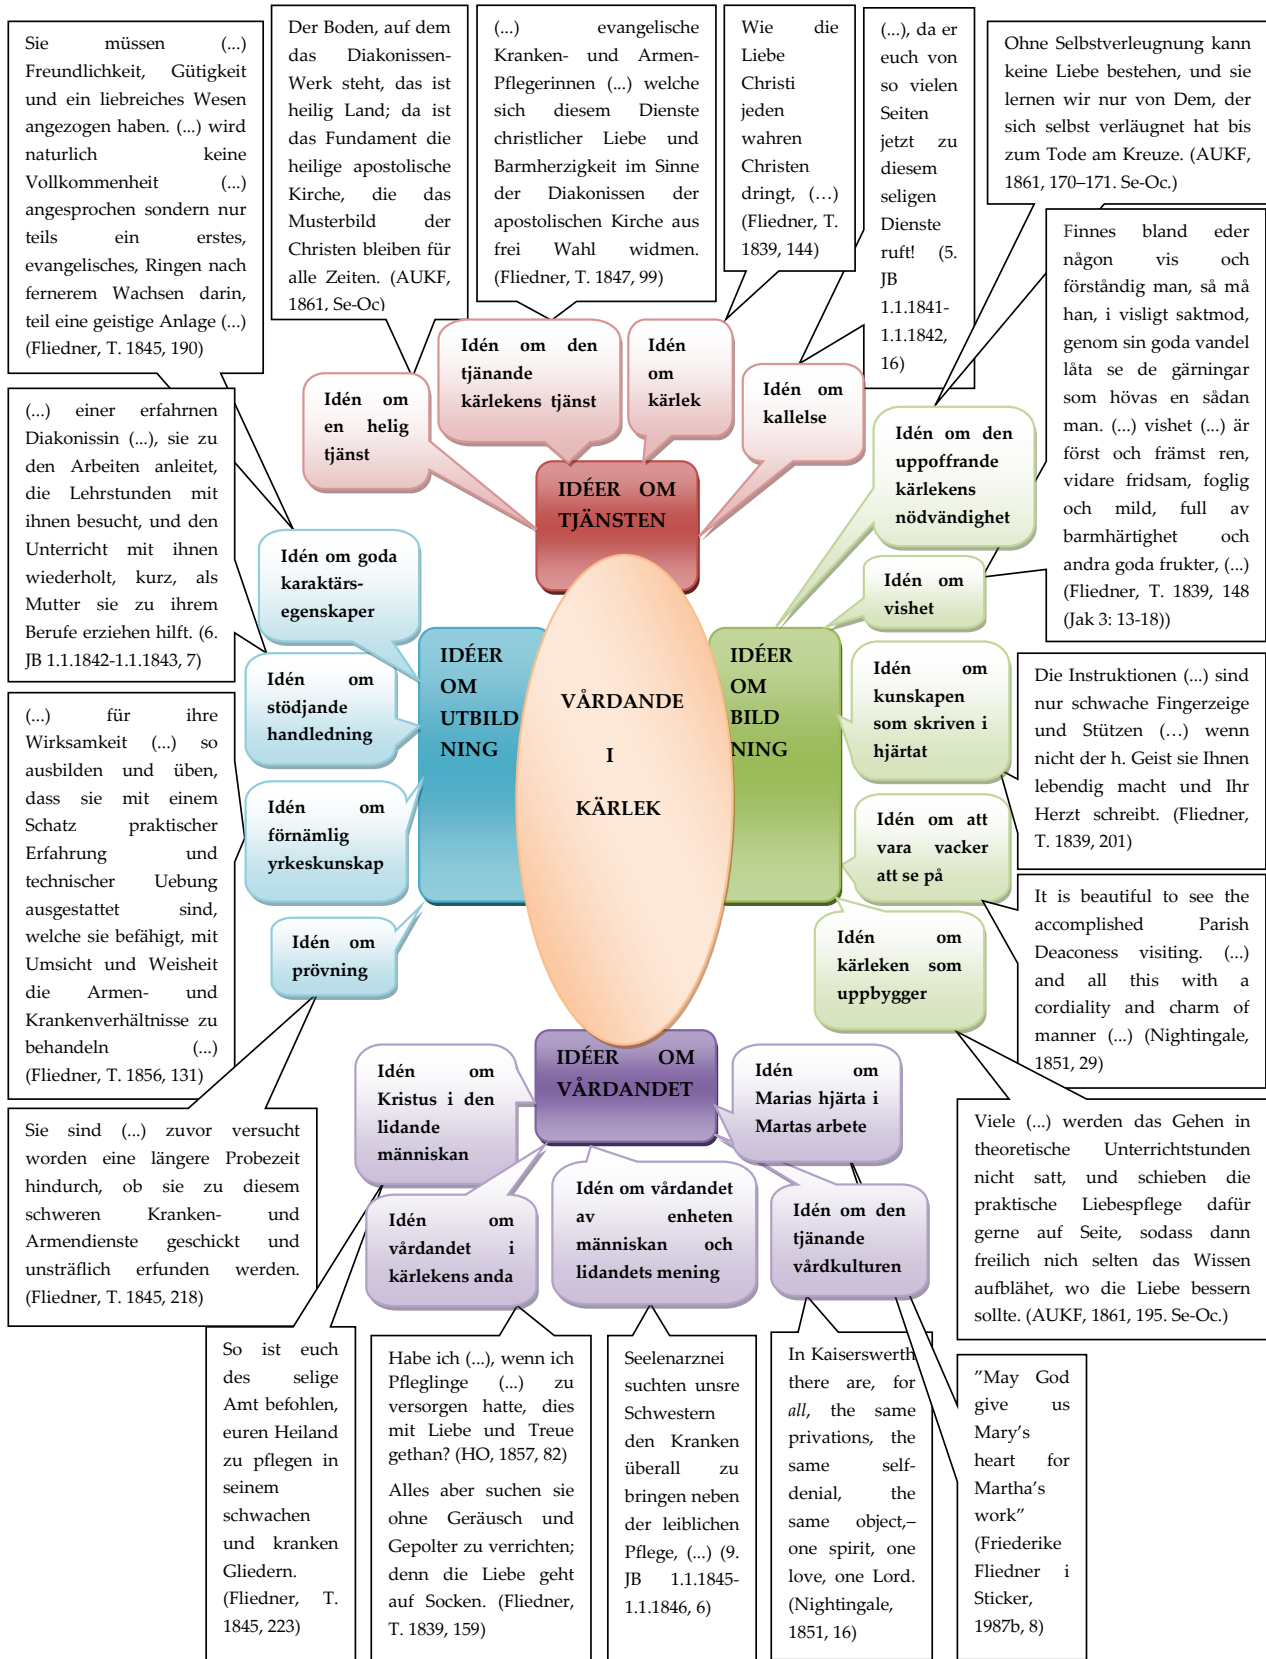 Sie müssen (...)
Freundlichkeit, Gütigkeit
und ein liebreiches Wesen
angezogen haben. (...) wird
naturlich keine
Vollkommenheit (...)
angesprochen sondern nur
teils ein erstes,
evangelisches, Ringen nach
fernerem Wachsen darin,
teil eine geistige Anlage (...)
(Fliedner, T. 1845, 190)
Der Boden, auf dem
das Diakonissen-
Werk steht, das ist
heilig Land; da ist
das Fundament die
heilige apostolische
Kirche, die das
Musterbild der
Christen bleiben für
alle Zeiten. (AUKF,
1861, Se-Oc)
(...) evangelische
Kranken- und Armen-
Pflegerinnen (...) welche
sich diesem Dienste
christlicher Liebe und
Barmherzigkeit im Sinne
der Diakonissen der
apostolischen Kirche aus
frei Wahl widmen.
(Fliedner, T. 1847, 99)
Wie die
Liebe
Christi
jeden
wahren
Christen
dringt, (…)
(Fliedner, T.
1839, 144)
(...), da er
euch von
so vielen
Seiten
jetzt zu
diesem
seligen
Dienste
ruft! (5.
JB
1.1.1841-
1.1.1842,
16)
Ohne Selbstverleugnung kann
keine Liebe bestehen, und sie
lernen wir nur von Dem, der
sich selbst verläugnet hat bis
zum Tode am Kreuze. (AUKF,
1861, 170–171. Se-Oc.)
Finnes bland eder
någon vis och
förståndig man, så må
han, i visligt saktmod,
genom sin goda vandel
låta se de gärningar
som hövas en sådan
man. (...) vishet (...) är
först och främst ren,
vidare fridsam, foglig
och mild, full av
barmhärtighet och
andra goda frukter, (...)
(Fliedner, T. 1839, 148
(Jak 3: 13-18))
Idén om
en helig
tjänst
Idén om den
tjänande
kärlekens tjänst
Idén
om
kärlek
Idén om
kallelse
IDÉER OM
TJÄNSTEN
Idén om den
uppoffrande
kärlekens
nödvändighet
Idén om
vishet
(...) einer erfahrnen
Diakonissin (...), sie zu
den Arbeiten anleitet,
die Lehrstunden mit
ihnen besucht, und den
Unterricht mit ihnen
wiederholt, kurz, als
Mutter sie zu ihrem
Berufe erziehen hilft. (6.
JB 1.1.1842-1.1.1843, 7)
Idén om goda
karaktärs-
egenskaper
Idén om
stödjande
handledning
IDÉER
OM
UTBILD
NING
VÅRDANDE
I
KÄRLEK
IDÉER
OM
BILD
NING
Idén om
kunskapen
som skriven i
hjärtat
Die Instruktionen (...) sind
nur schwache Fingerzeige
und Stützen (…) wenn
nicht der h. Geist sie Ihnen
lebendig macht und Ihr
Herzt schreibt. (Fliedner,
T. 1839, 201)
(...) für ihre
Wirksamkeit (...) so
ausbilden und üben,
dass sie mit einem
Schatz praktischer
Erfahrung und
technischer Uebung
ausgestattet sind,
welche sie befähigt, mit
Umsicht und Weisheit
die Armen- und
Krankenverhältnisse zu
behandeln (...)
(Fliedner, T. 1856, 131)
Idén om
förnämlig
yrkeskunskap
Idén om
prövning
Idén om att
vara vacker
att se på
Idén om
kärleken som
uppbygger
It is beautiful to see the
accomplished Parish
Deaconess visiting. (...)
and all this with a
cordiality and charm of
manner (...) (Nightingale,
1851, 29)
IDÉER OM
VÅRDANDET
Idén om
Kristus i den
lidande
människan
Idén om
Marias hjärta i
Martas arbete
Idén om
vårdandet i
kärlekens anda
Idén om vårdandet
av enheten
människan och
lidandets mening
Idén om den
tjänande
vårdkulturen
Sie sind (...) zuvor versucht
worden eine längere Probezeit
hindurch, ob sie zu diesem
schweren Kranken- und
Armendienste geschickt und
unsträflich erfunden werden.
(Fliedner, T. 1845, 218)
Viele (...) werden das Gehen in
theoretische Unterrichtstunden
nicht satt, und schieben die
praktische Liebespflege dafür
gerne auf Seite, sodass dann
freilich nich selten das Wissen
aufblähet, wo die Liebe bessern
sollte. (AUKF, 1861, 195. Se-Oc.)
So ist euch
des selige
Amt befohlen,
euren Heiland
zu pflegen in
seinem
schwachen
und kranken
Gliedern.
(Fliedner, T.
1845, 223)
Habe ich (...), wenn ich
Pfleglinge (...) zu
versorgen hatte, dies
mit Liebe und Treue
gethan? (HO, 1857, 82)
Alles aber suchen sie
ohne Geräusch und
Gepolter zu verrichten;
denn die Liebe geht
auf Socken. (Fliedner,
T. 1839, 159)
Seelenarznei
suchten unsre
Schwestern
den Kranken
überall zu
bringen neben
der leiblichen
Pflege, (...) (9.
JB 1.1.1845-
1.1.1846, 6)
In Kaiserswerth
there are, for
all, the same
privations, the
same self-
denial, the
same object,–
one spirit, one
love, one Lord.
(Nightingale,
1851, 16)
”May God
give us
Mary’s
heart for
Martha’s
work”
(Friederike
Fliedner i
Sticker,
1987b, 8)